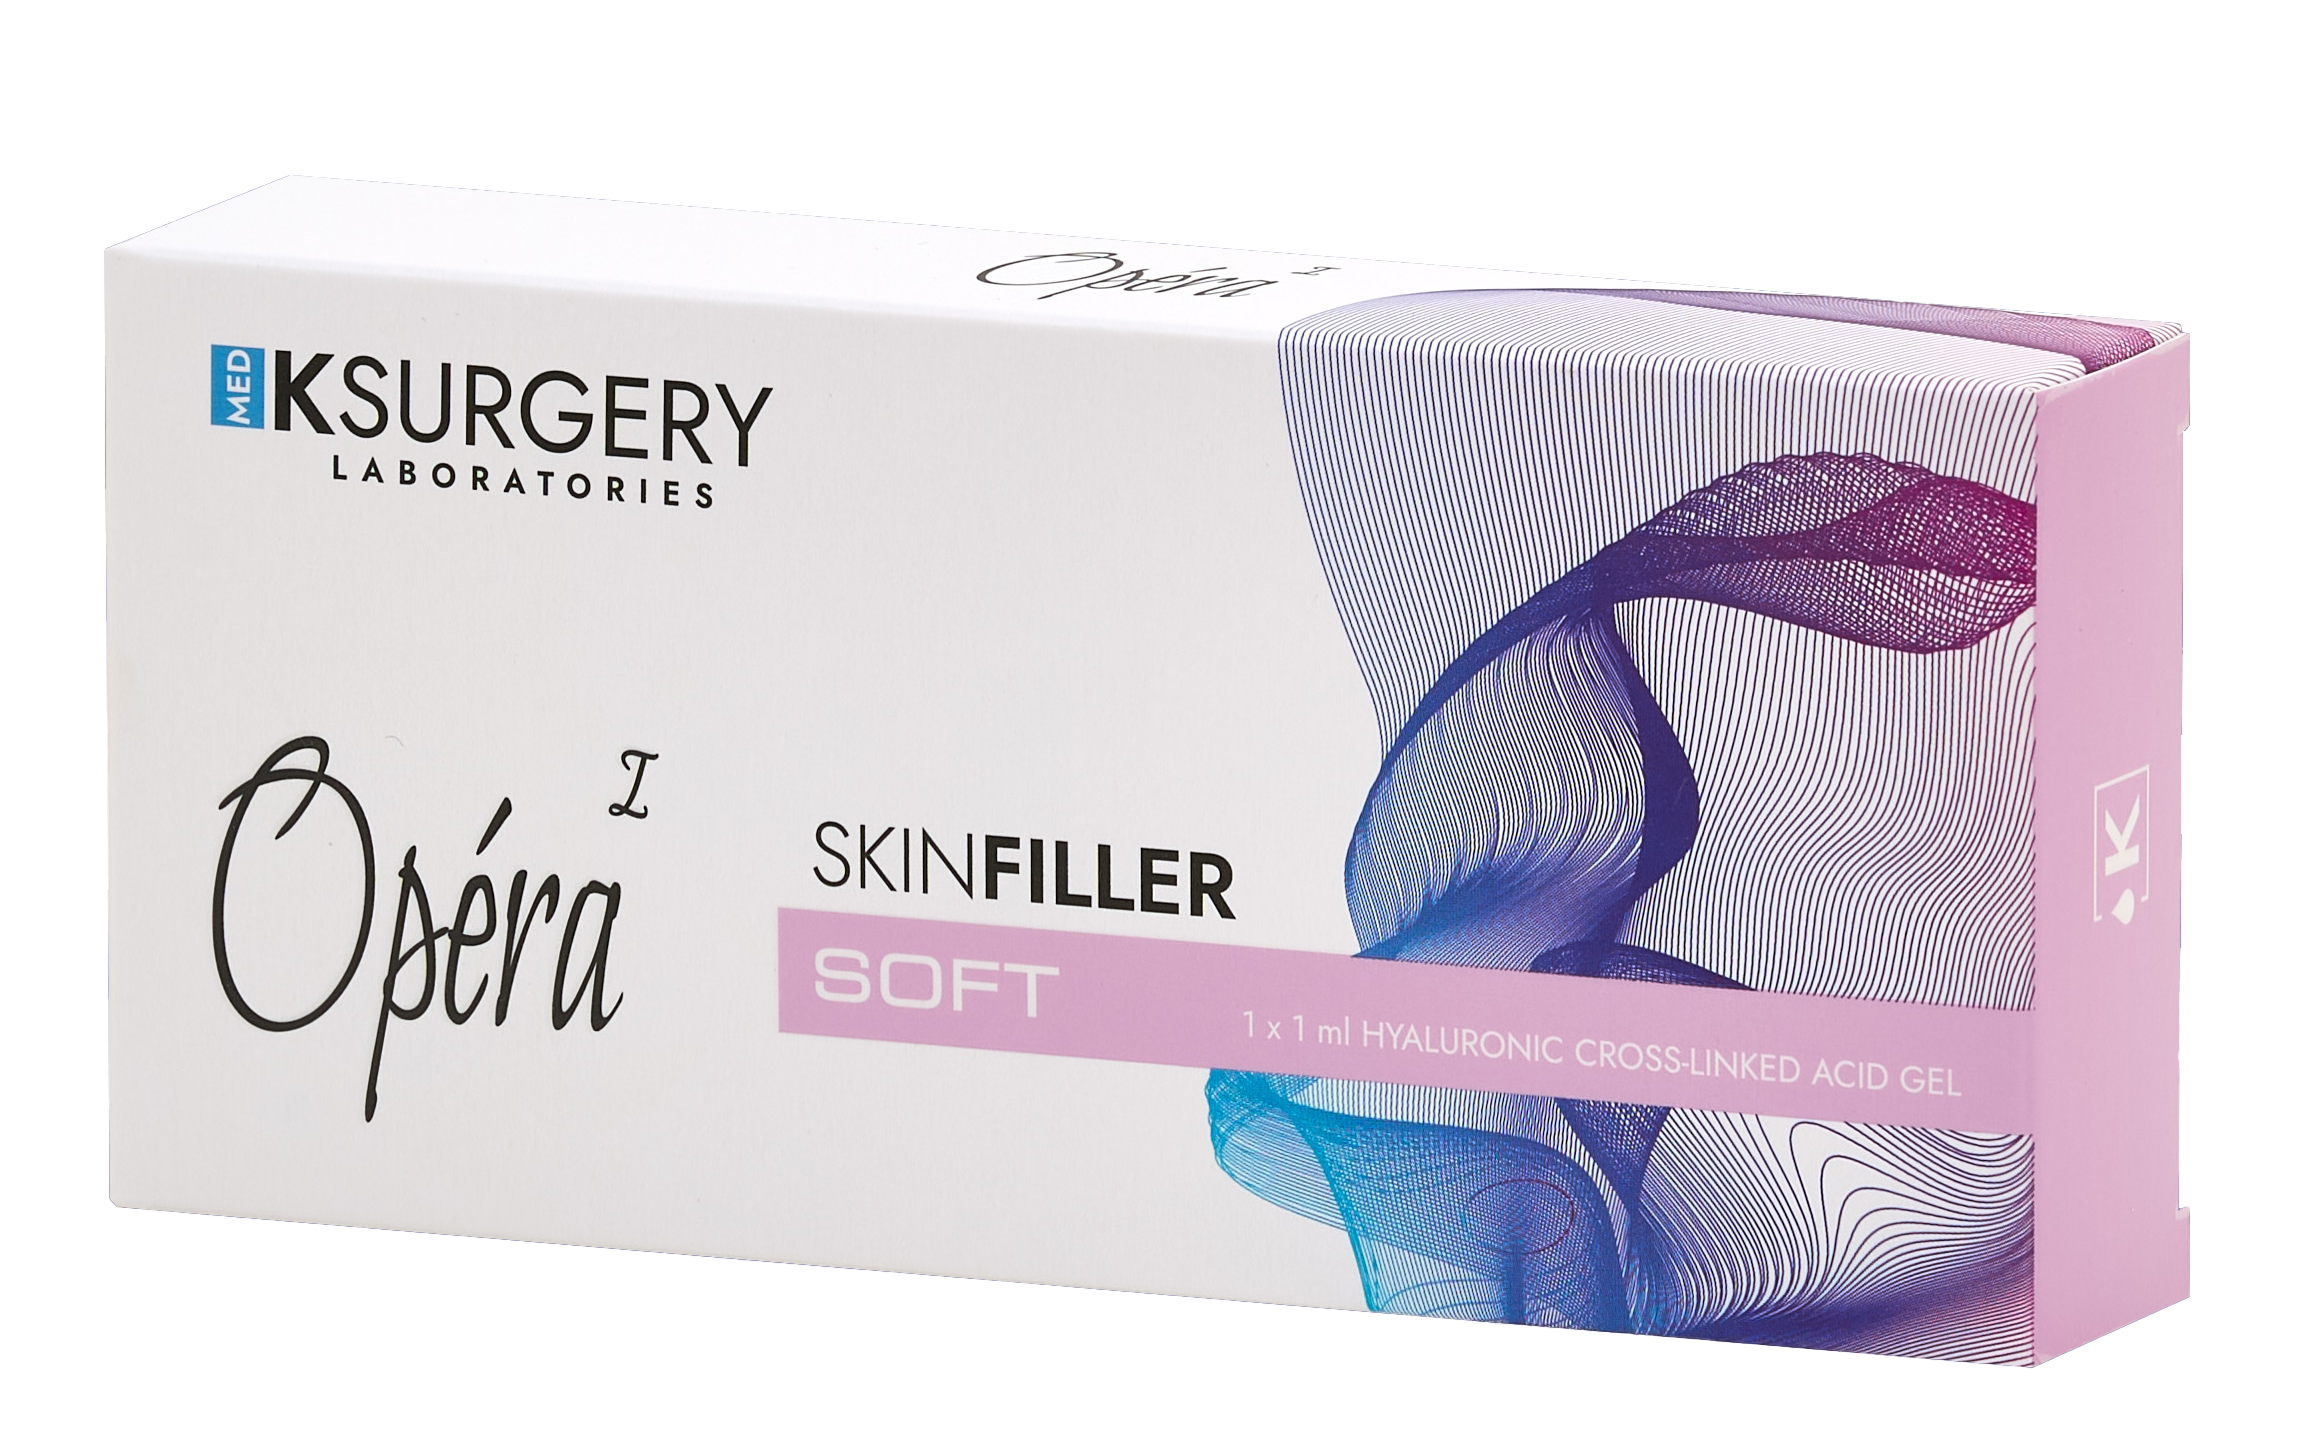 Opéra I
MED KSURGERY
LABORATORIES
Opéra I
SKINFILLER
SOFT
1 x 1 ml HYALURONIC CROSS-LINKED ACID GEL
K